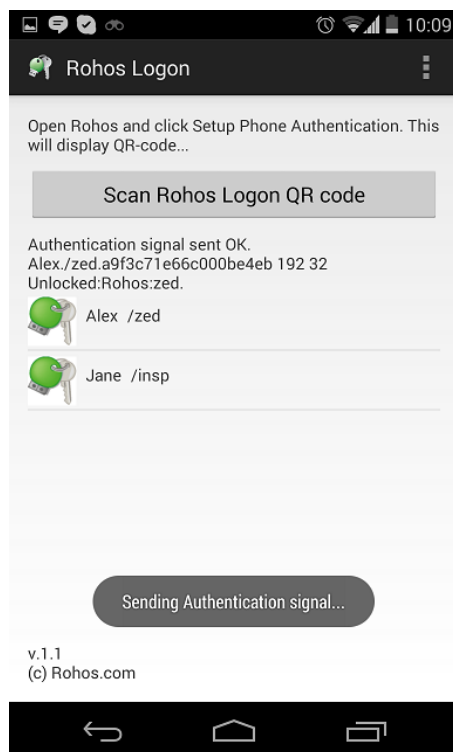 10:09
Rohos Logon
Open Rohos and click Setup Phone Authentication. This
will display QR-code...
Scan Rohos Logon QR code
Authentication signal sent OK.
Alex./zed.a9f3c71e66c000be4eb 192 32
Unlocked:Rohos:zed.
Alex /zed
Jane /insp
Sending Authentication signal...
v.1.1
(c) Rohos.com